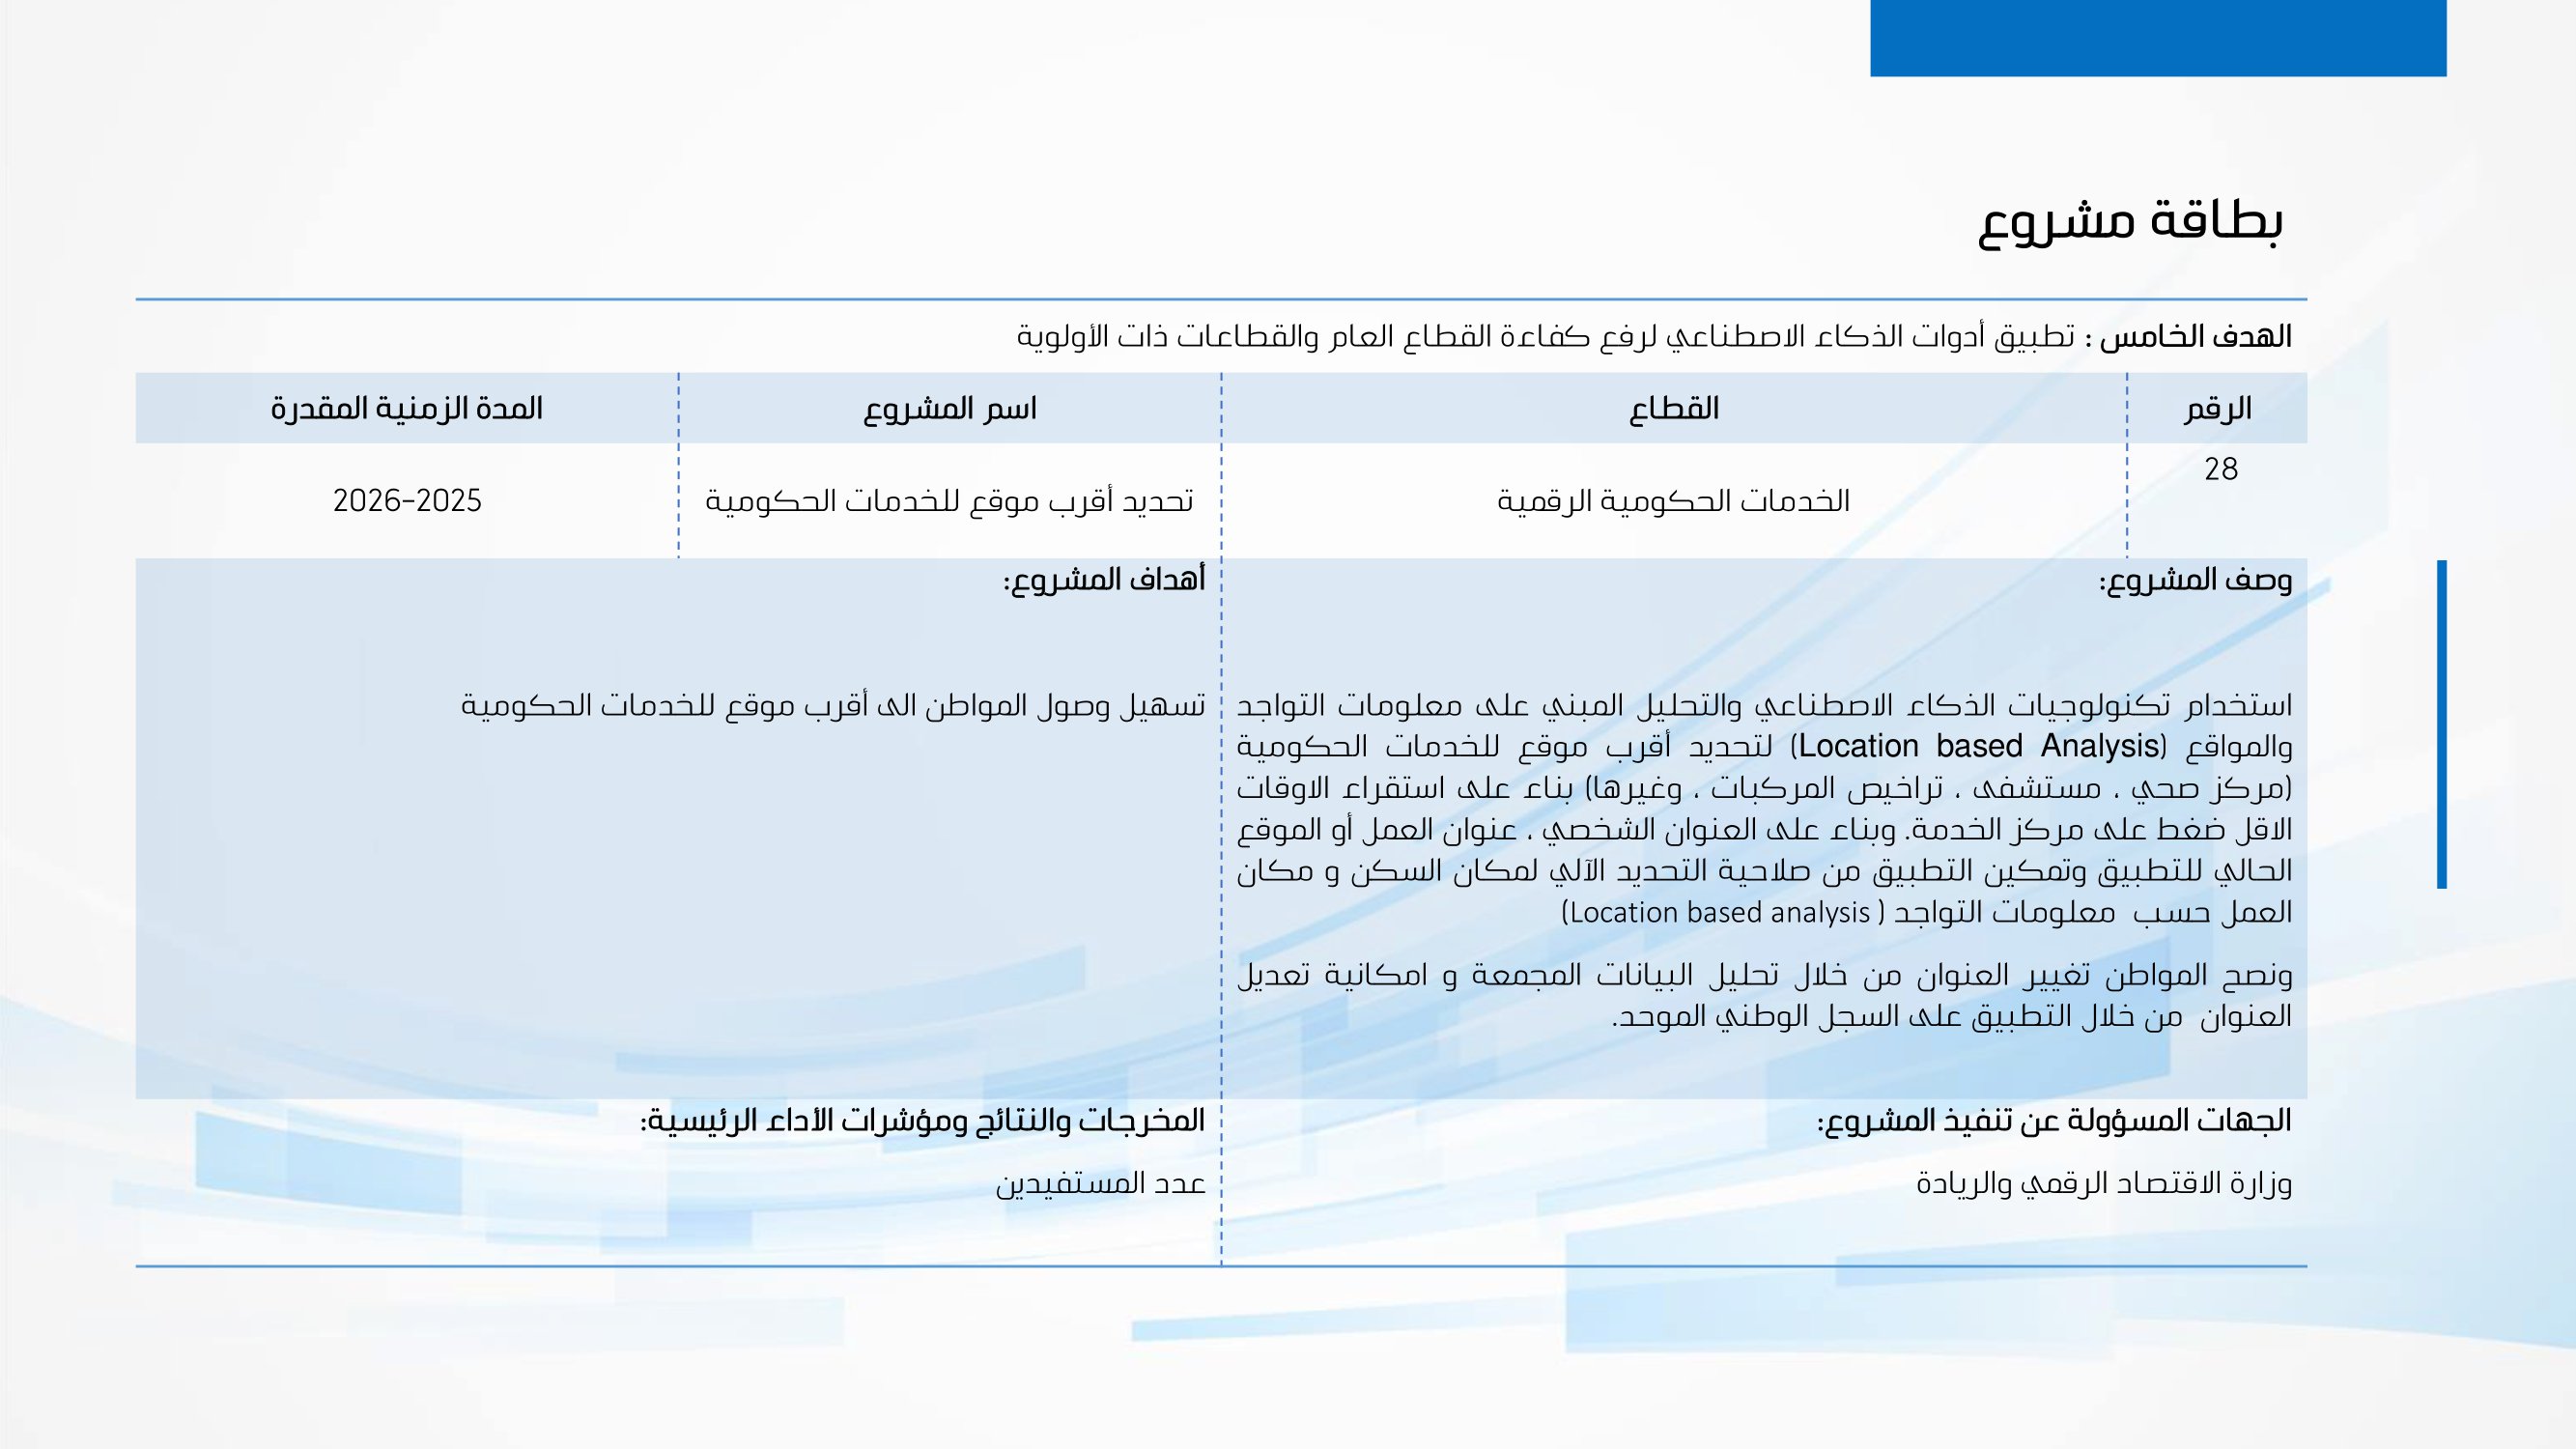 بطاقة مشروع
الهدف الخامس : تطبيق أدوات الذكاء الاصطناعي لرفع كفاءة القطاع العام والقطاعات ذات الأولوية
الرقم
القطاع
اسم المشروع
المدة الزمنية المقدرة
28
الخدمات الحكومية الرقمية
تحديد أقرب موقع للخدمات الحكومية
2025-2026
وصف المشروع:
استخدام تكنولوجيات الذكاء الاصطناعي والتحليل المبني على معلومات التواجد
والمواقع (Location based Analysis) لتحديد أقرب موقع للخدمات الحكومية
(مركز صحي ، مستشفى ، تراخيص المركبات ، وغيرها) بناء على استقراء الاوقات
الاقل ضغط على مركز الخدمة. وبناء على العنوان الشخصي ، عنوان العمل أو الموقع
الحالي للتطبيق وتمكين التطبيق من صلاحية التحديد الآلي لمكان السكن و مكان
العمل حسب معلومات التواجد ( Location based analysis)
ونصح المواطن تغيير العنوان من خلال تحليل البيانات المجمعة و امكانية تعديل
العنوان من خلال التطبيق على السجل الوطني الموحد.
أهداف المشروع:
تسهيل وصول المواطن الى أقرب موقع للخدمات الحكومية
الجهات المسؤولة عن تنفيذ المشروع:
وزارة الاقتصاد الرقمي والريادة
المخرجات والنتائج ومؤشرات الأداء الرئيسية:
عدد المستفيدين